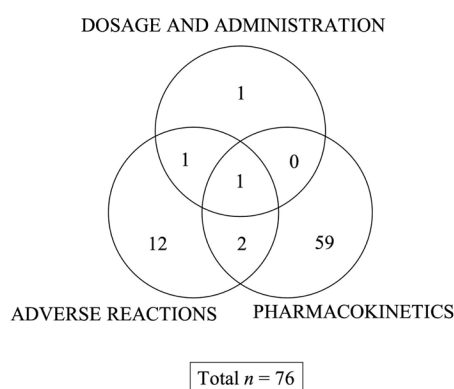 DOSAGE AND ADMINISTRATION
1
1
0
1
12
2
59
ADVERSE REACTIONS
PHARMACOKINETICS
Total n = 76